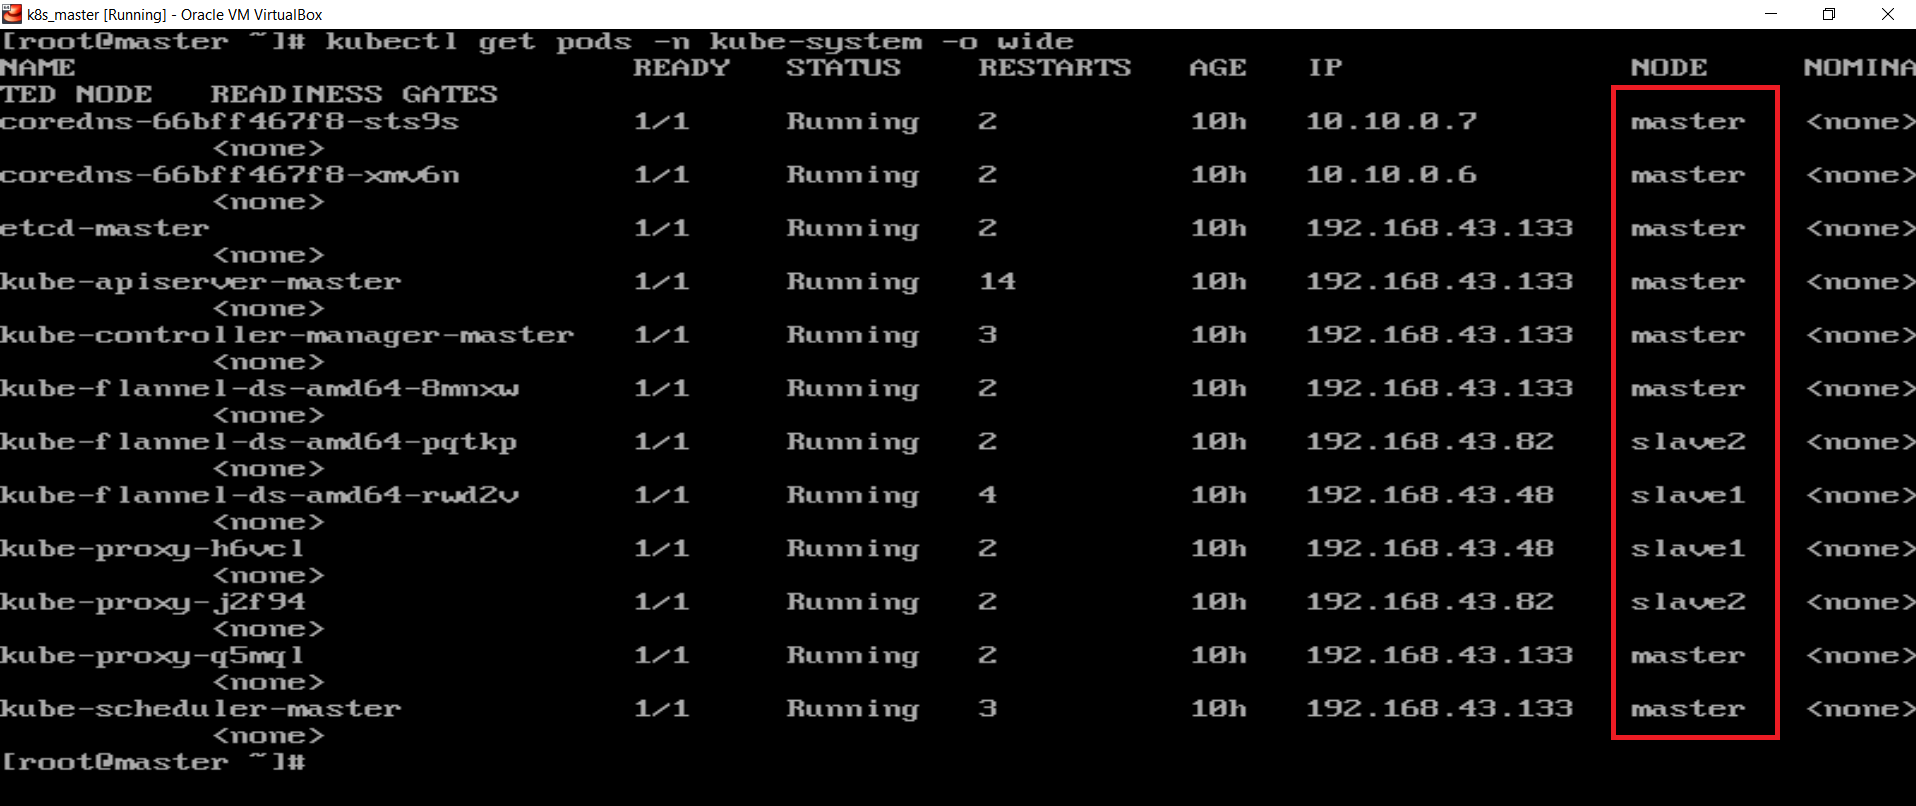 k8s_master [Running] - Oracle VM VirtualBox
[root@master ~]# kubectl get pods -n kube-system -o wide
NAME READY STATUS RESTARTS AGE IP NODE NOMINA
TED NODE READINESS GATES
coredns-66bff467f8-sts9s 1/1 Running 2 10h 10.10.0.7 master <none>
<none>
coredns-66bff467f8-xmv6n 1/1 Running 2 10h 10.10.0.6 master <none>
<none>
etcd-master 1/1 Running 2 10h 192.168.43.133 master <none>
<none>
kube-apiserver-master 1/1 Running 14 10h 192.168.43.133 master <none>
<none>
kube-controller-manager-master 1/1 Running 3 10h 192.168.43.133 master <none>
<none>
kube-flannel-ds-amd64-8mnxw 1/1 Running 2 10h 192.168.43.133 master <none>
<none>
kube-flannel-ds-amd64-pqtkp 1/1 Running 2 10h 192.168.43.82 slave2 <none>
<none>
kube-flannel-ds-amd64-rwd2v 1/1 Running 4 10h 192.168.43.48 slave1 <none>
<none>
kube-proxy-h6vcl 1/1 Running 2 10h 192.168.43.48 slave1 <none>
<none>
kube-proxy-j2f94 1/1 Running 2 10h 192.168.43.82 slave2 <none>
<none>
kube-proxy-q5mql 1/1 Running 2 10h 192.168.43.133 master <none>
<none>
kube-scheduler-master 1/1 Running 3 10h 192.168.43.133 master <none>
<none>
[root@master ~]#